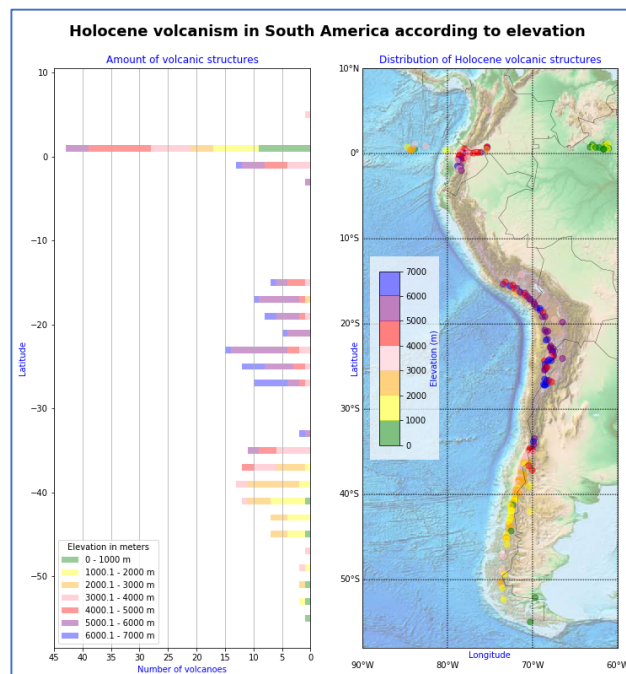 Holocene volcanism in South America according to elevation
Amount of volcanic structures
10
0
−10
−20
−30
−40
−50
Latitude
Elevation in meters
0 - 1000 m
1000.1 - 2000 m
2000.1 - 3000 m
3000.1 - 4000 m
4000.1 - 5000 m
5000.1 - 6000 m
6000.1 - 7000 m
45 40 35 30 25 20 15 10 5 0
Number of volcanoes
Distribution of Holocene volcanic structures
10°N
0°
10°S
20°S
30°S
40°S
50°S
Latitude
7000
6000
5000
4000
3000
2000
1000
0
Elevation (m)
90°W 80°W 70°W 60°W
Longitude